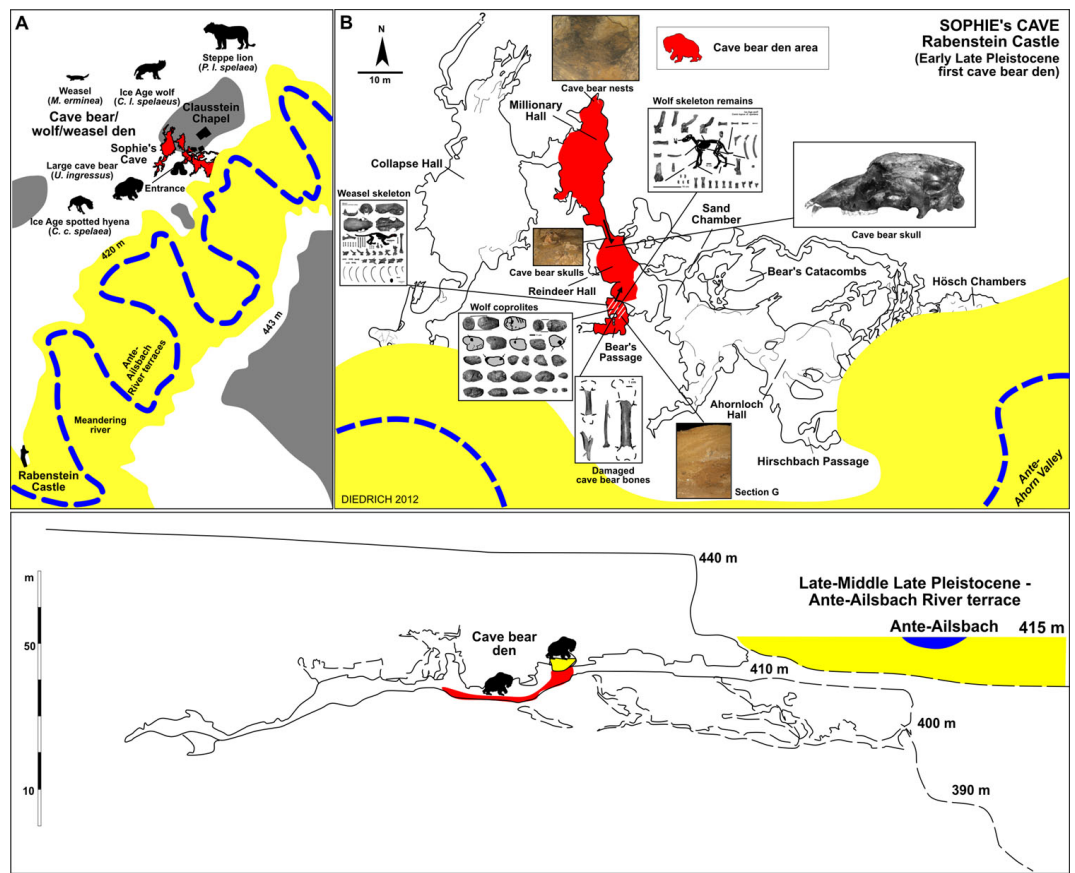 A
Steppe lion
(P. l. spelaea)
Weasel
(M. erminea)
Ice Age wolf
(C. l. spelaeus)
Clausstein
Chapel
Cave bear/
wolf/weasel den
Sophie's
Cave
Large cave bear
(U. ingressus)
Entrance
Ice Age spotted hyena
(C. c. spelaea)
420 m
443 m
Ante-
Ailsbach
River terraces
Meandering
river
Rabenstein
Castle
B
?
N
10 m
Cave bear nests
Cave bear den area
SOPHIE's CAVE
Rabenstein Castle
(Early Late Pleistocene
first cave bear den)
Millionary
Hall
Wolf skeleton remains
Collapse Hall
Weasel skeleton
Sand
Chamber
Cave bear skull
Cave bear skulls
Bear's Catacombs
Hösch Chambers
Reindeer Hall
Wolf coprolites
?
Bear's
Passage
Ahornloch
Hall
Hirschbach Passage
Damaged
cave bear bones
Section G
DIEDRICH 2012
Ante-
Ahorn Valley
440 m
m
Late-Middle Late Pleistocene -
Ante-Ailsbach River terrace
Ante-Ailsbach 415 m
50
Cave bear
den
410 m
400 m
10
390 m